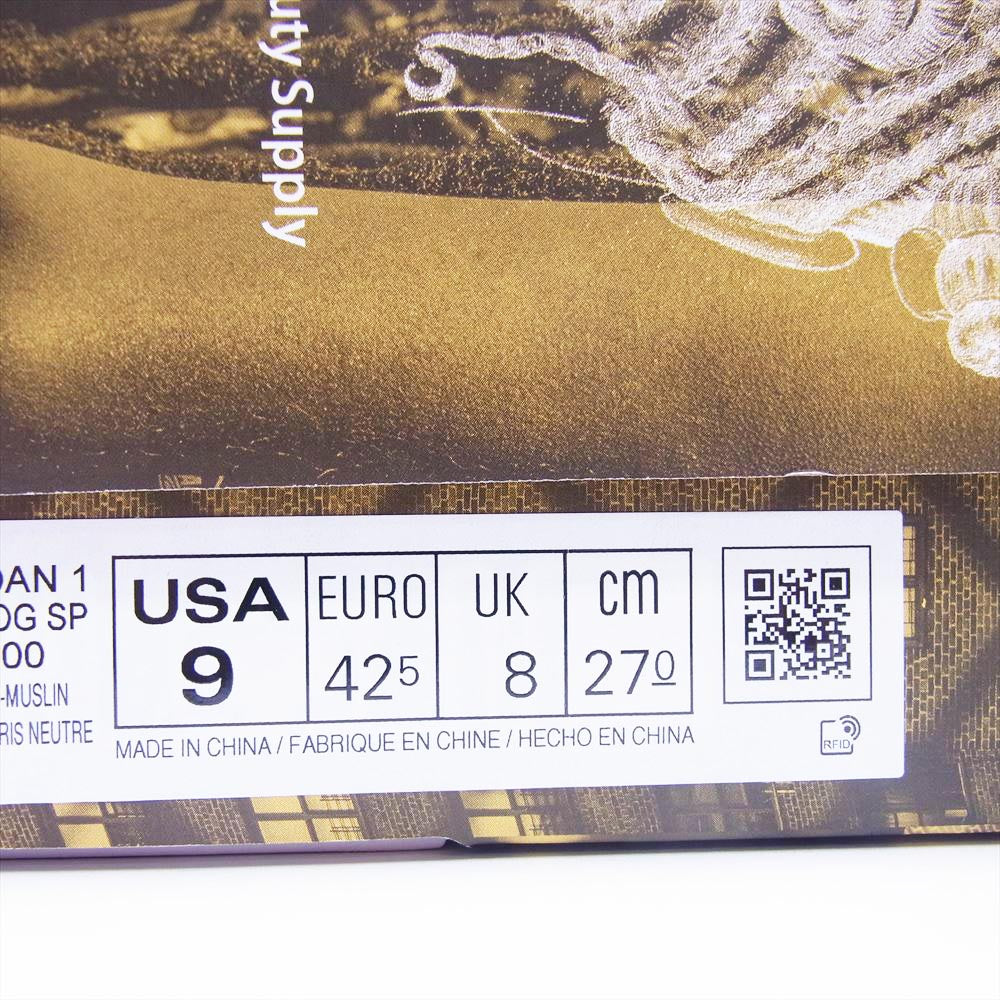 uty Supply
DAN 1
OG SP
00
-MUSLIN
RIS NEUTRE
USA
9
EURO
42 5
UK
8
cm
27 0
MADE IN CHINA / FABRIQUE EN CHINE / HECHO EN CHINA
RFID